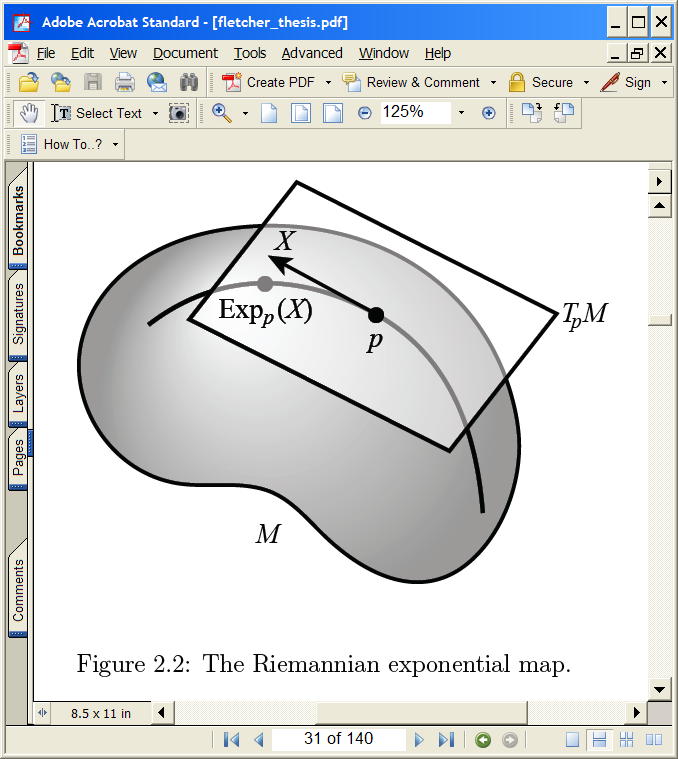 Adobe Acrobat Standard - [fletcher_thesis.pdf]
File Edit View Document Tools Advanced Window Help
Create PDF Review & Comment Secure Sign
Select Text 125%
How To..?
Bookmarks
Signatures
Layers
Pages
Comments
X
Exp_p(X)
p
T_pM
M
Figure 2.2: The Riemannian exponential map.
8.5 x 11 in
31 of 140